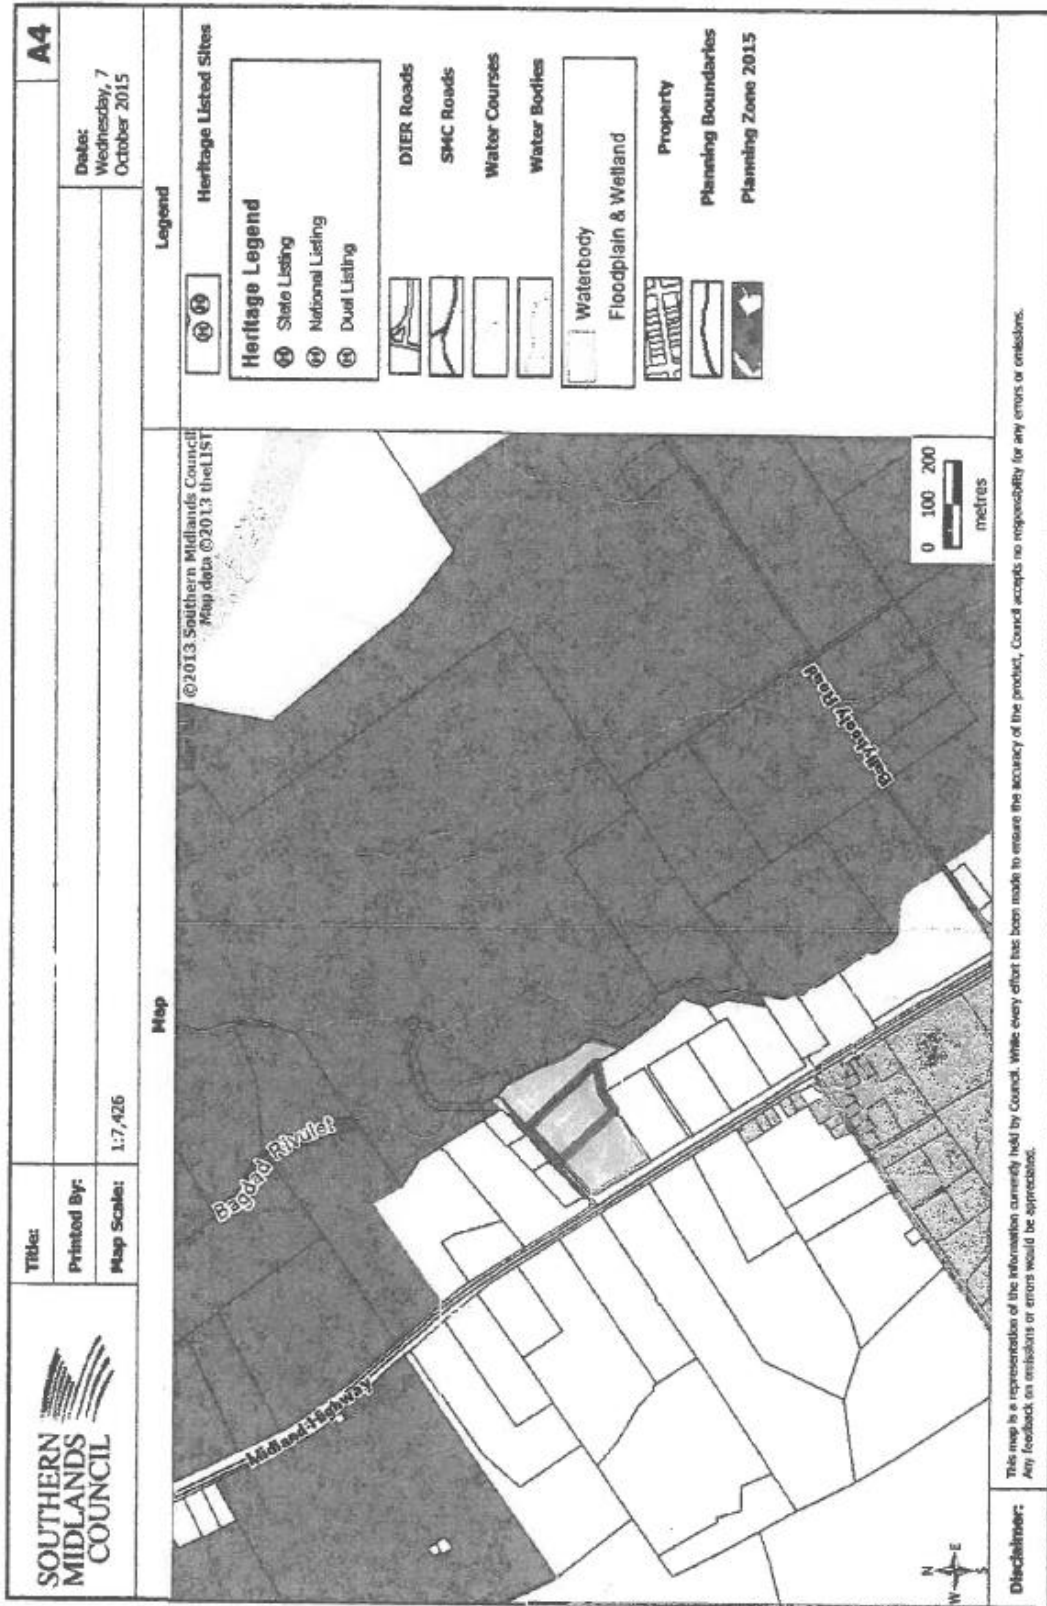 SOUTHERN
MIDLANDS
COUNCIL
Title:
Printed By:
Map Scale:
1:7,426
A4
Date:
Wednesday, 7
October 2015
Map
©2013 Southern Midlands Council
Map data ©2013 theLIST
Bagdad Rivulet
Midland Highway
Ballyhooly Road
0 100 200
metres
N
W E
S
Legend
Heritage Listed Sites
Heritage Legend
State Listing
National Listing
Dual Listing
DIER Roads
SMC Roads
Water Courses
Water Bodies
Waterbody
Floodplain & Wetland
Property
Planning Boundaries
Planning Zone 2015
Disclaimer:
This map is a representation of the information currently held by Council. While every effort has been made to ensure the accuracy of the product, Council accepts no responsibility for any errors or omissions.
Any feedback on omissions or errors would be appreciated.